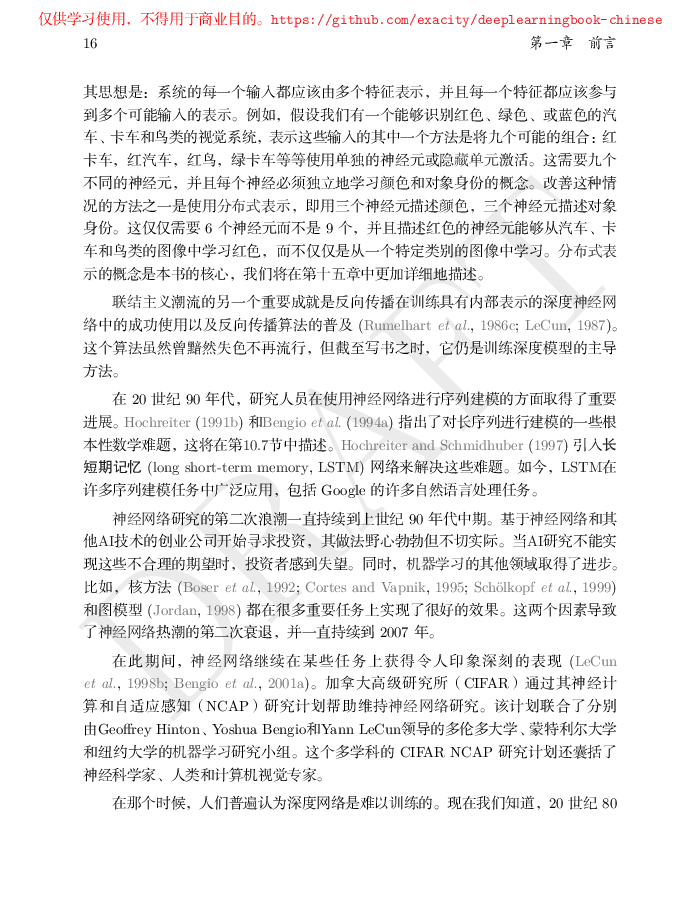 仅供学习使用，不得用于商业目的。https://github.com/exacity/deeplearningbook-chinese
16 第一章 前言
其思想是：系统的每一个输入都应该由多个特征表示，并且每一个特征都应该参与
到多个可能输入的表示。例如，假设我们有一个能够识别红色、绿色、或蓝色的汽
车、卡车和鸟类的视觉系统，表示这些输入的其中一个方法是将九个可能的组合：红
卡车，红汽车，红鸟，绿卡车等等使用单独的神经元或隐藏单元激活。这需要九个
不同的神经元，并且每个神经必须独立地学习颜色和对象身份的概念。改善这种情
况的方法之一是使用分布式表示，即用三个神经元描述颜色，三个神经元描述对象
身份。这仅仅需要 6 个神经元而不是 9 个，并且描述红色的神经元能够从汽车、卡
车和鸟类的图像中学习红色，而不仅仅是从一个特定类别的图像中学习。分布式表
示的概念是本书的核心，我们将在第十五章中更加详细地描述。
联结主义潮流的另一个重要成就是反向传播在训练具有内部表示的深度神经网
络中的成功使用以及反向传播算法的普及 (Rumelhart et al., 1986c; LeCun, 1987)。
这个算法虽然曾黯然失色不再流行，但截至写书之时，它仍是训练深度模型的主导
方法。
在 20 世纪 90 年代，研究人员在使用神经网络进行序列建模的方面取得了重要
进展。Hochreiter (1991b) 和Bengio et al. (1994a) 指出了对长序列进行建模的一些根
本性数学难题，这将在第10.7节中描述。Hochreiter and Schmidhuber (1997) 引入长
短期记忆 (long short-term memory, LSTM) 网络来解决这些难题。如今，LSTM在
许多序列建模任务中广泛应用，包括 Google 的许多自然语言处理任务。
神经网络研究的第二次浪潮一直持续到上世纪 90 年代中期。基于神经网络和其
他AI技术的创业公司开始寻求投资，其做法野心勃勃但不切实际。当AI研究不能实
现这些不合理的期望时，投资者感到失望。同时，机器学习的其他领域取得了进步。
比如，核方法 (Boser et al., 1992; Cortes and Vapnik, 1995; Schölkopf et al., 1999)
和图模型 (Jordan, 1998) 都在很多重要任务上实现了很好的效果。这两个因素导致
了神经网络热潮的第二次衰退，并一直持续到 2007 年。
在此期间，神经网络继续在某些任务上获得令人印象深刻的表现 (LeCun
et al., 1998b; Bengio et al., 2001a)。加拿大高级研究所（CIFAR）通过其神经计
算和自适应感知（NCAP）研究计划帮助维持神经网络研究。该计划联合了分别
由Geoffrey Hinton、Yoshua Bengio和Yann LeCun领导的多伦多大学、蒙特利尔大学
和纽约大学的机器学习研究小组。这个多学科的 CIFAR NCAP 研究计划还囊括了
神经科学家、人类和计算机视觉专家。
在那个时候，人们普遍认为深度网络是难以训练的。现在我们知道，20 世纪 80
DRAFT